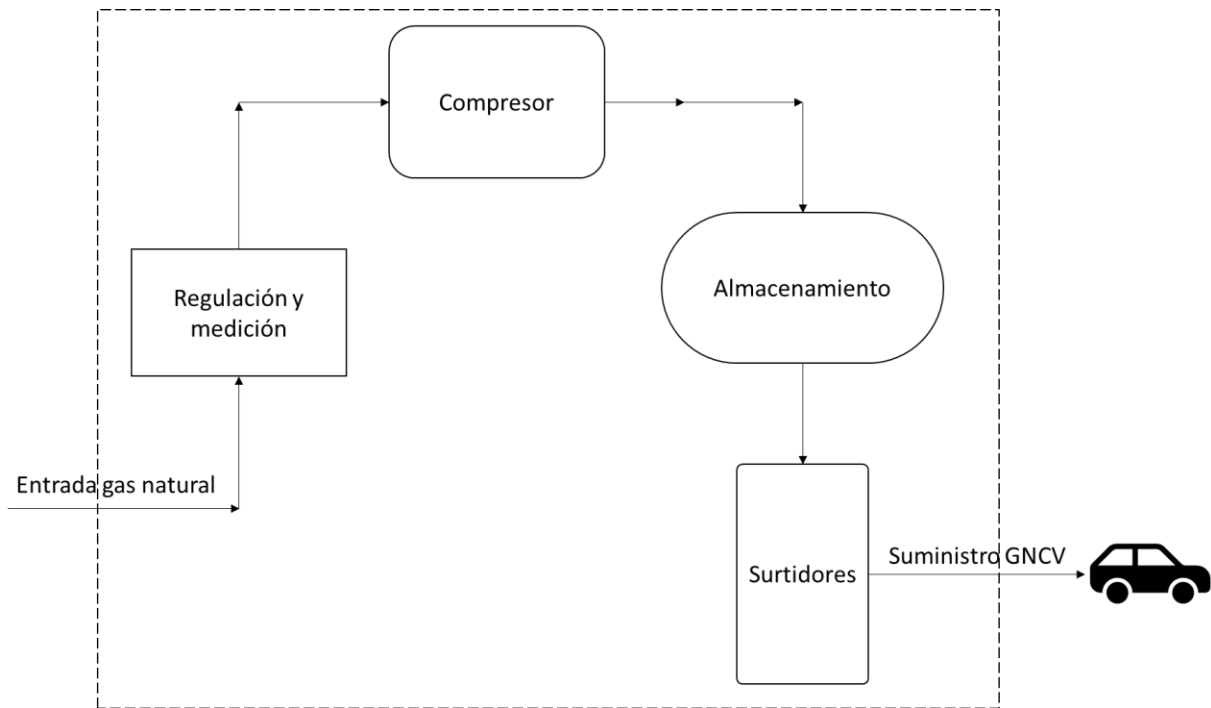 Compresor
Regulación y
medición
Almacenamiento
Entrada gas natural
Surtidores
Suministro GNCV